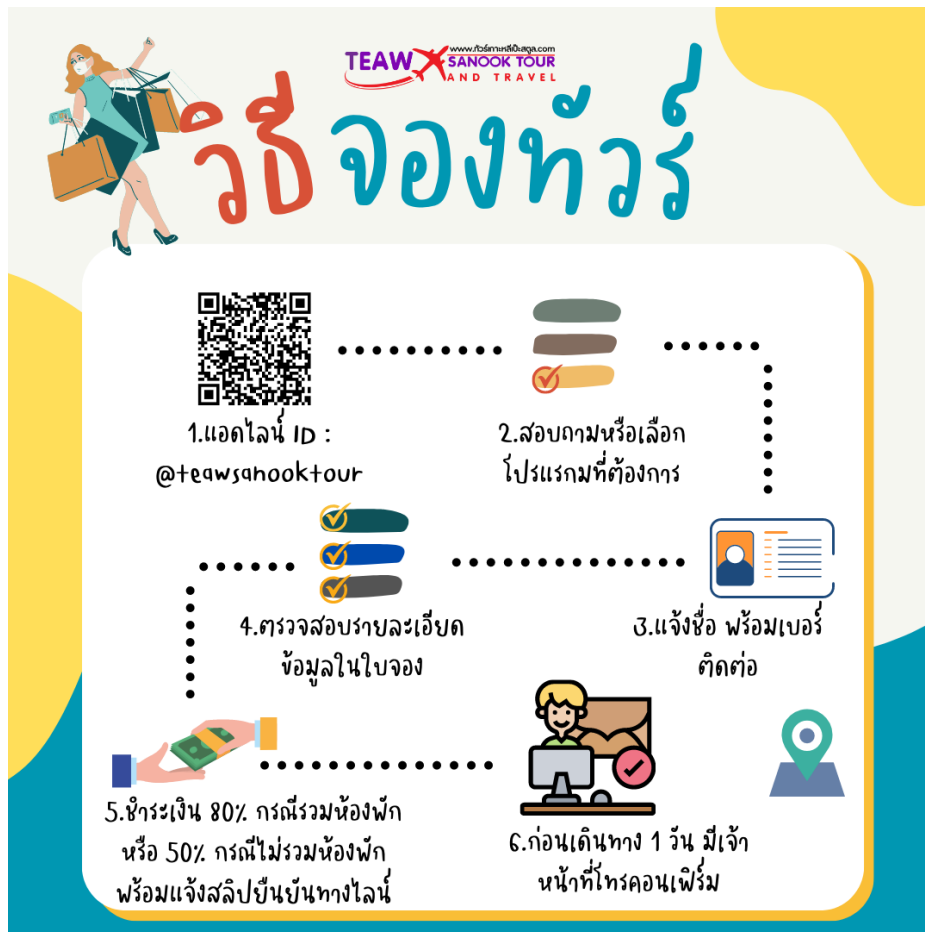 www.ทัวร์เกาะหลีเป๊ะสตูล.com
TEAW SANOOK TOUR
AND TRAVEL
วิธีจองทัวร์
1.แอดไลน์ ID :
@teawsanooktour
2.สอบถามหรือเลือก
โปรแรกมที่ต้องการ
3.แจ้งชื่อ พร้อมเบอร์
ติดต่อ
4.ตรวจสอบรายละเอียด
ข้อมูลในใบจอง
5.ชำระเงิน 80% กรณีรวมห้องพัก
หรือ 50% กรณีไม่รวมห้องพัก
พร้อมแจ้งสลิปยืนยันทางไลน์
6.ก่อนเดินทาง 1 วัน มีเจ้า
หน้าที่โทรคอนเฟิร์ม